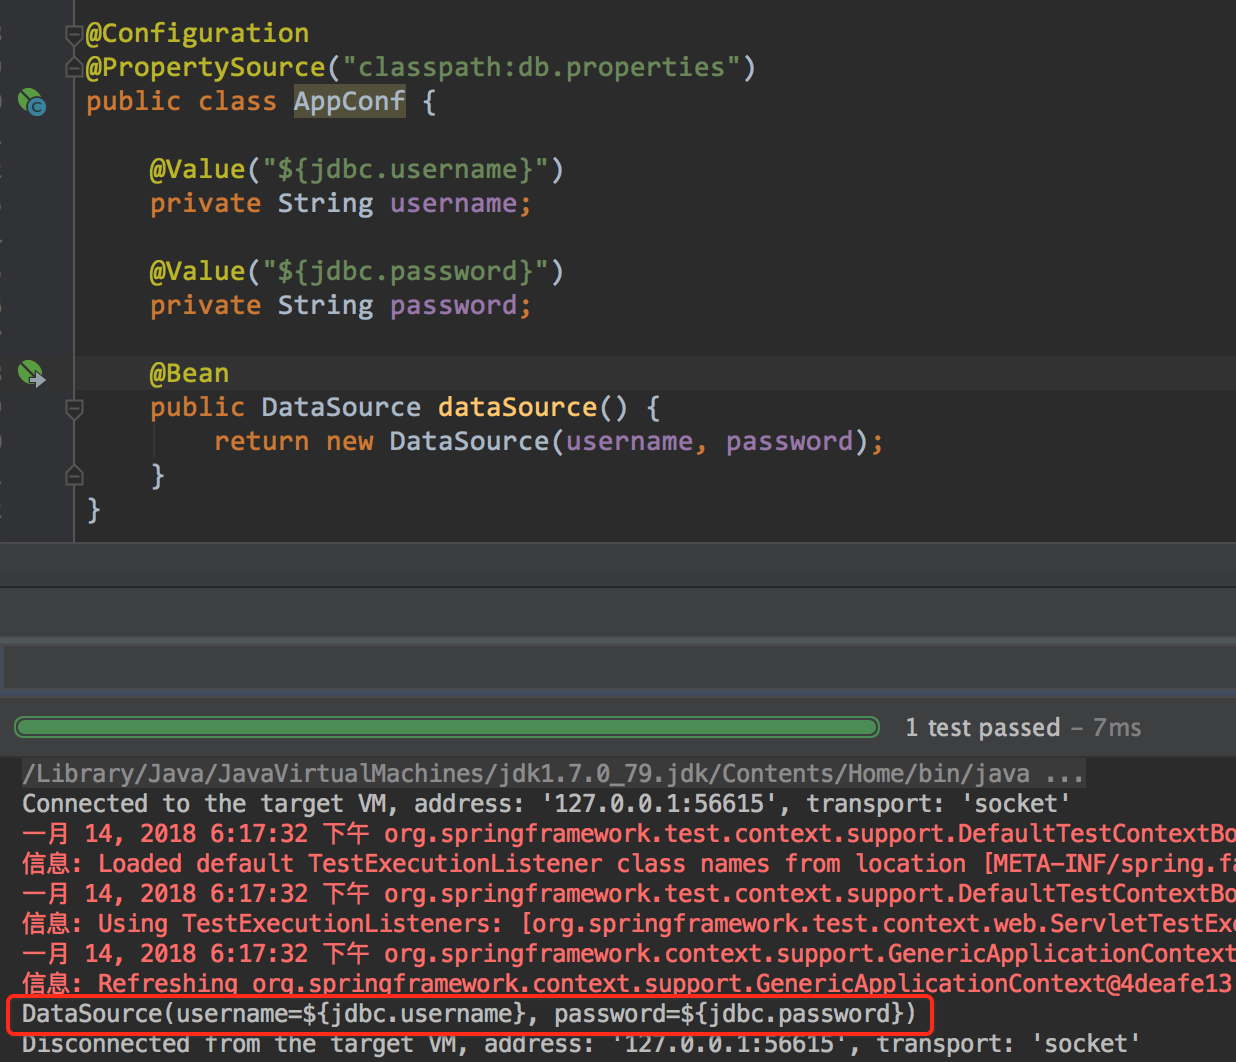 @Configuration
@PropertySource("classpath:db.properties")
public class AppConf {
@Value("${jdbc.username}")
private String username;
@Value("${jdbc.password}")
private String password;
@Bean
public DataSource dataSource() {
return new DataSource(username, password);
}
}
1 test passed – 7ms
/Library/Java/JavaVirtualMachines/jdk1.7.0_79.jdk/Contents/Home/bin/java ...
Connected to the target VM, address: '127.0.0.1:56615', transport: 'socket'
一月 14, 2018 6:17:32 下午 org.springframework.test.context.support.DefaultTestContextBo
信息: Loaded default TestExecutionListener class names from location [META-INF/spring.fa
一月 14, 2018 6:17:32 下午 org.springframework.test.context.support.DefaultTestContextBo
信息: Using TestExecutionListeners: [org.springframework.test.context.web.ServletTestExe
一月 14, 2018 6:17:32 下午 org.springframework.context.support.GenericApplicationContext
信息: Refreshing org.springframework.context.support.GenericApplicationContext@4deafe13
DataSource(username=${jdbc.username}, password=${jdbc.password})
Disconnected from the target VM, address: '127.0.0.1:56615', transport: 'socket'